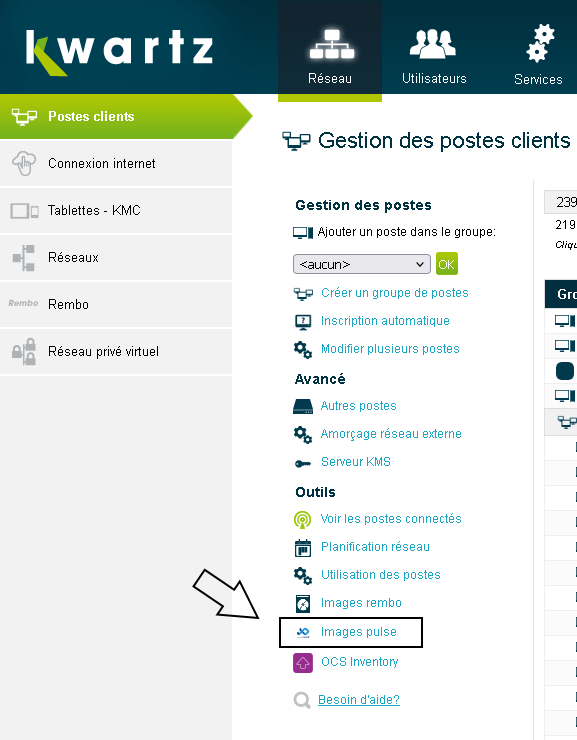 kwartz
Réseau
Utilisateurs
Services
Postes clients
Connexion internet
Tablettes - KMC
Réseaux
Rembo Rembo
Réseau privé virtuel
Gestion des postes clients
Gestion des postes
Ajouter un poste dans le groupe:
<aucun> OK
Créer un groupe de postes
Inscription automatique
Modifier plusieurs postes
Avancé
Autres postes
Amorçage réseau externe
Serveur KMS
Outils
Voir les postes connectés
Planification réseau
Utilisation des postes
Images rembo
Images pulse
OCS Inventory
Besoin d'aide?
239
219